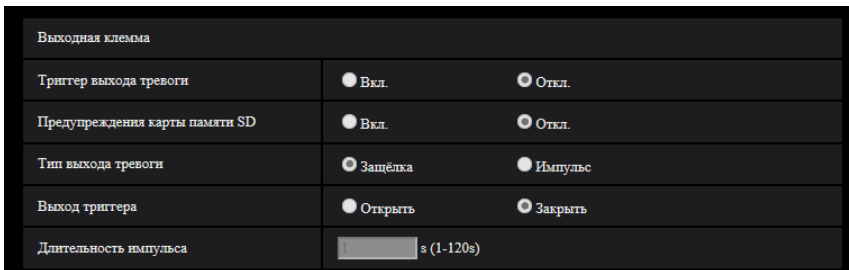 Выходная клемма
Триггер выхода тревоги Вкл. Откл.
Предупреждения карты памяти SD Вкл. Откл.
Тип выхода тревоги Защёлка Импульс
Выход триггера Открыть Закрыть
Длительность импульса 1 s (1-120s)